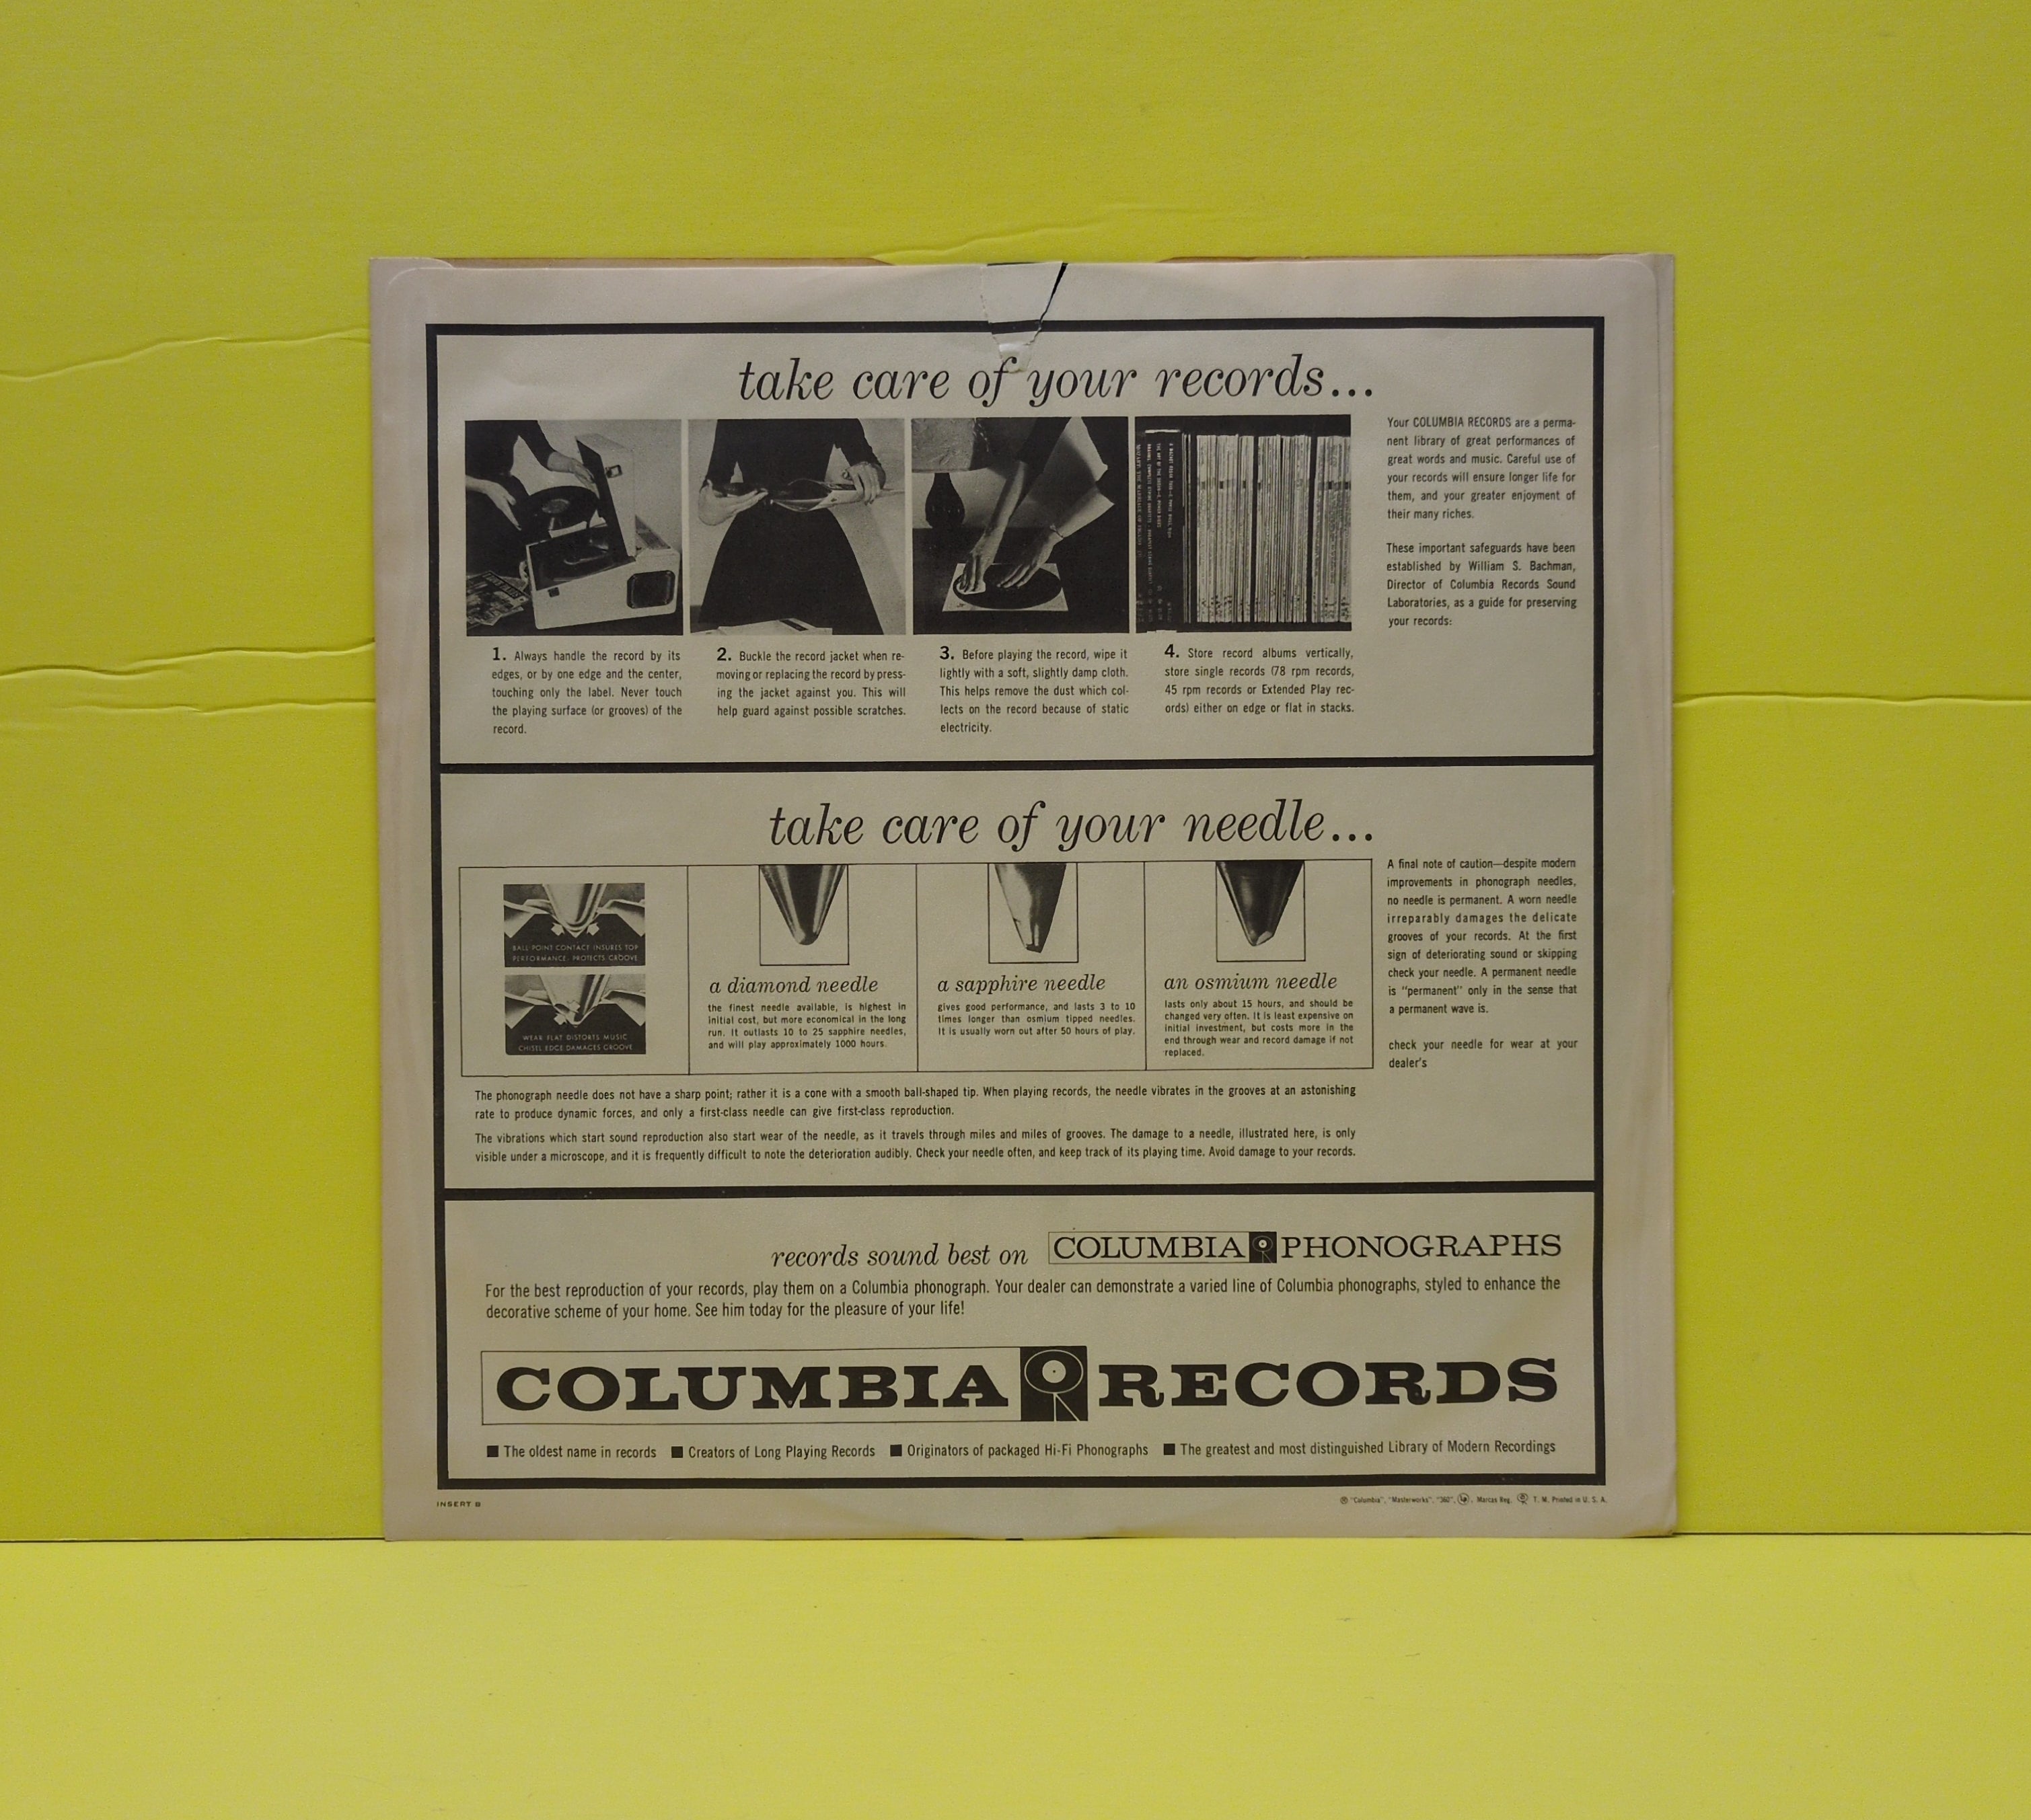 take care of your records...
Your COLUMBIA RECORDS are a perma-
nent library of great performances of
great words and music. Careful use of
your records will ensure longer life for
them, and your greater enjoyment of
their many riches.
These important safeguards have been
established by William S. Bachman,
Director of Columbia Records Sound
Laboratories, as a guide for preserving
your records:
1. Always handle the record by its
edges, or by one edge and the center,
touching only the label. Never touch
the playing surface (or grooves) of the
record.
2. Buckle the record jacket when re-
moving or replacing the record by press-
ing the jacket against you. This will
help guard against possible scratches.
3. Before playing the record, wipe it
lightly with a soft, slightly damp cloth.
This helps remove the dust which col-
lects on the record because of static
electricity.
4. Store record albums vertically,
store single records (78 rpm records,
45 rpm records or Extended Play rec-
ords) either on edge or flat in stacks.
take care of your needle...
BALL POINT CONTACT INSURES TOP
PERFORMANCE, PROTECTS GROOVE
WEAR FLAT DISTORTS MUSIC
CHISEL EDGE DAMAGES GROOVE
a diamond needle
the finest needle available, is highest in
initial cost, but more economical in the long
run. It outlasts 10 to 25 sapphire needles,
and will play approximately 1000 hours.
a sapphire needle
gives good performance, and lasts 3 to 10
times longer than osmium tipped needles.
It is usually worn out after 50 hours of play.
an osmium needle
lasts only about 15 hours, and should be
changed very often. It is least expensive on
initial investment, but costs more in the
end through wear and record damage if not
replaced.
A final note of caution—despite modern
improvements in phonograph needles,
no needle is permanent. A worn needle
irreparably damages the delicate
grooves of your records. At the first
sign of deteriorating sound or skipping
check your needle. A permanent needle
is "permanent" only in the sense that
a permanent wave is.
check your needle for wear at your
dealer's
The phonograph needle does not have a sharp point; rather it is a cone with a smooth ball-shaped tip. When playing records, the needle vibrates in the grooves at an astonishing
rate to produce dynamic forces, and only a first-class needle can give first-class reproduction.
The vibrations which start sound reproduction also start wear of the needle, as it travels through miles and miles of grooves. The damage to a needle, illustrated here, is only
visible under a microscope, and it is frequently difficult to note the deterioration audibly. Check your needle often, and keep track of its playing time. Avoid damage to your records.
records sound best on COLUMBIA PHONOGRAPHS
For the best reproduction of your records, play them on a Columbia phonograph. Your dealer can demonstrate a varied line of Columbia phonographs, styled to enhance the
decorative scheme of your home. See him today for the pleasure of your life!
COLUMBIA RECORDS
■ The oldest name in records ■ Creators of Long Playing Records ■ Originators of packaged Hi-Fi Phonographs ■ The greatest and most distinguished Library of Modern Recordings
INSERT B
® "Columbia", "Masterworks", "360", Marcas Reg. T. M. Printed in U. S. A.